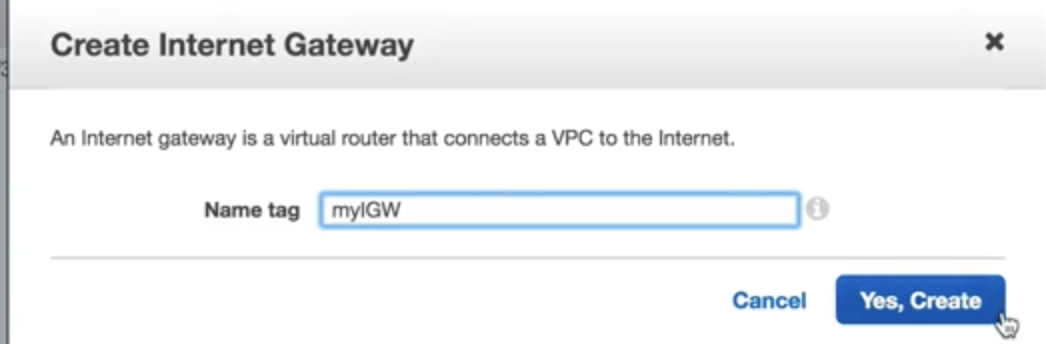 Create Internet Gateway
An Internet gateway is a virtual router that connects a VPC to the Internet.
Name tag myIGW
Cancel Yes, Create